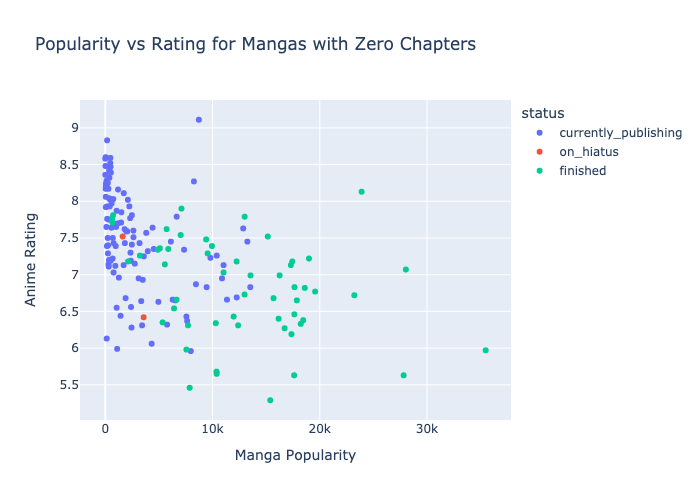 Popularity vs Rating for Mangas with Zero Chapters
status
currently_publishing
on_hiatus
finished
9
8.5
8
7.5
7
6.5
6
5.5
Anime Rating
0
10k
20k
30k
Manga Popularity